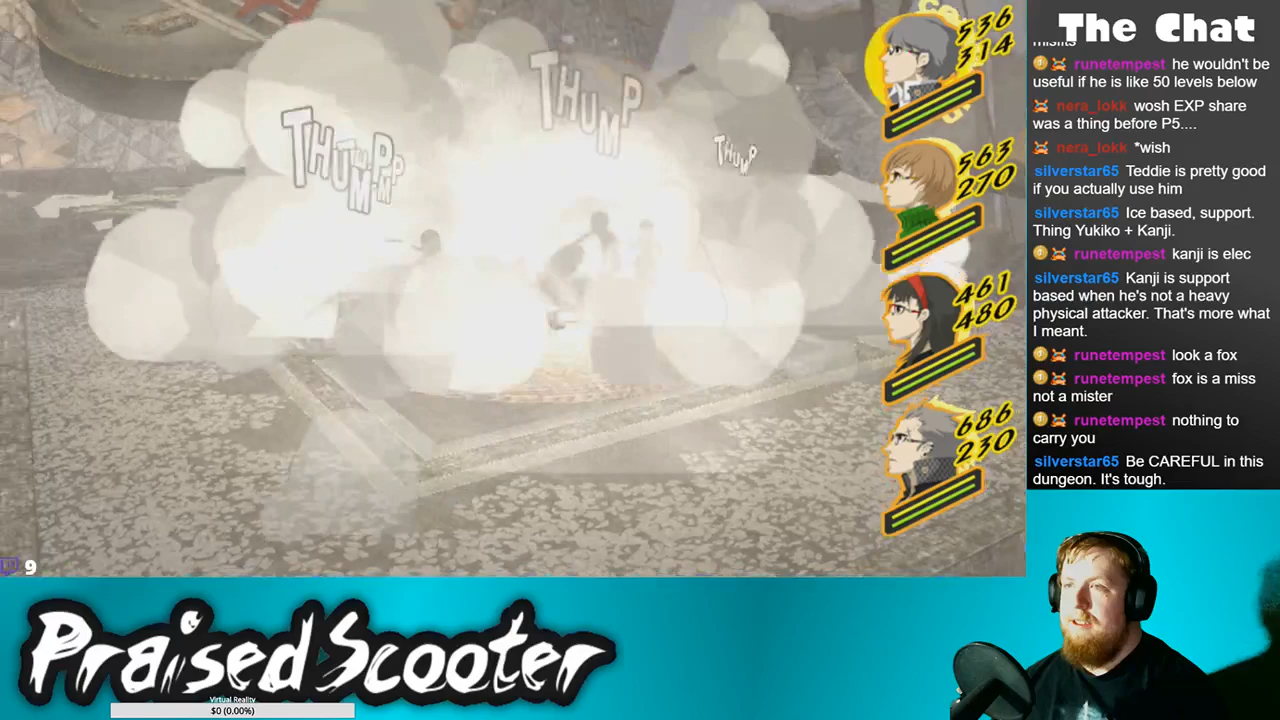 The Chat
misfits
runetempest he wouldn't be
useful if he is like 50 levels below
nera_lokk wosh EXP share
was a thing before P5....
nera_lokk *wish
silverstar65 Teddie is pretty good
if you actually use him
silverstar65 Ice based, support.
Thing Yukiko + Kanji.
runetempest kanji is elec
silverstar65 Kanji is support
based when he's not a heavy
physical attacker. That's more what
I meant.
runetempest look a fox
runetempest fox is a miss
not a mister
runetempest nothing to
carry you
silverstar65 Be CAREFUL in this
dungeon. It's tough.
THUMP
THUMP
THUMP
536
314
563
270
461
480
686
230
9
PraisedScooter
Virtual Reality
$0 (0.00%)